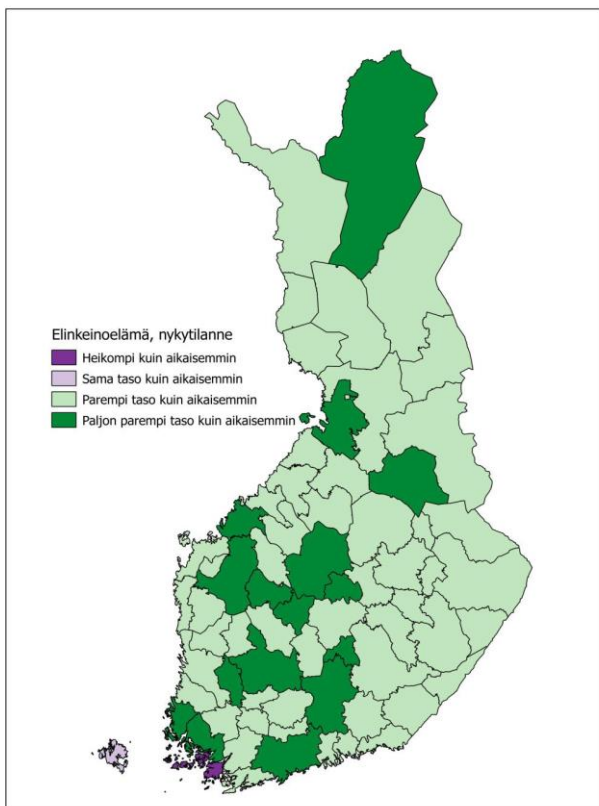 Elinkeinoelämä, nykytilanne
Heikompi kuin aikaisemmin
Sama taso kuin aikaisemmin
Parempi taso kuin aikaisemmin
Paljon parempi taso kuin aikaisemmin